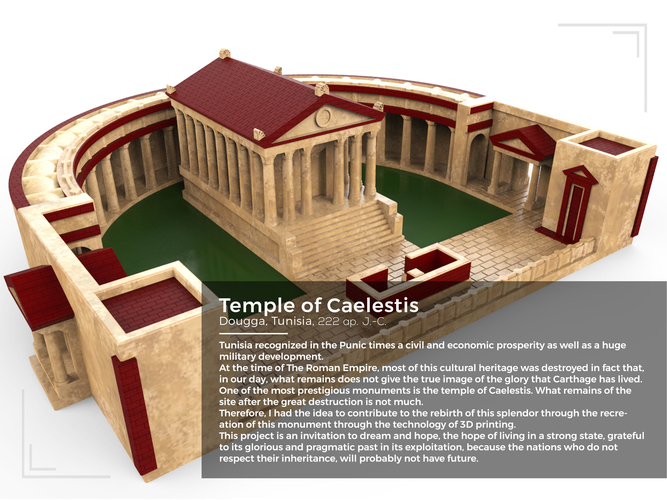 Temple of Caelestis
Dougga, Tunisia, 222 ap. J.-C.
Tunisia recognized in the Punic times a civil and economic prosperity as well as a huge
military development.
At the time of The Roman Empire, most of this cultural heritage was destroyed in fact that,
in our day, what remains does not give the true image of the glory that Carthage has lived.
One of the most prestigious monuments is the temple of Caelestis. What remains of the
site after the great destruction is not much.
Therefore, I had the idea to contribute to the rebirth of this splendor through the recre-
ation of this monument through the technology of 3D printing.
This project is an invitation to dream and hope, the hope of living in a strong state, grateful
to its glorious and pragmatic past in its exploitation, because the nations who do not
respect their inheritance, will probably not have future.